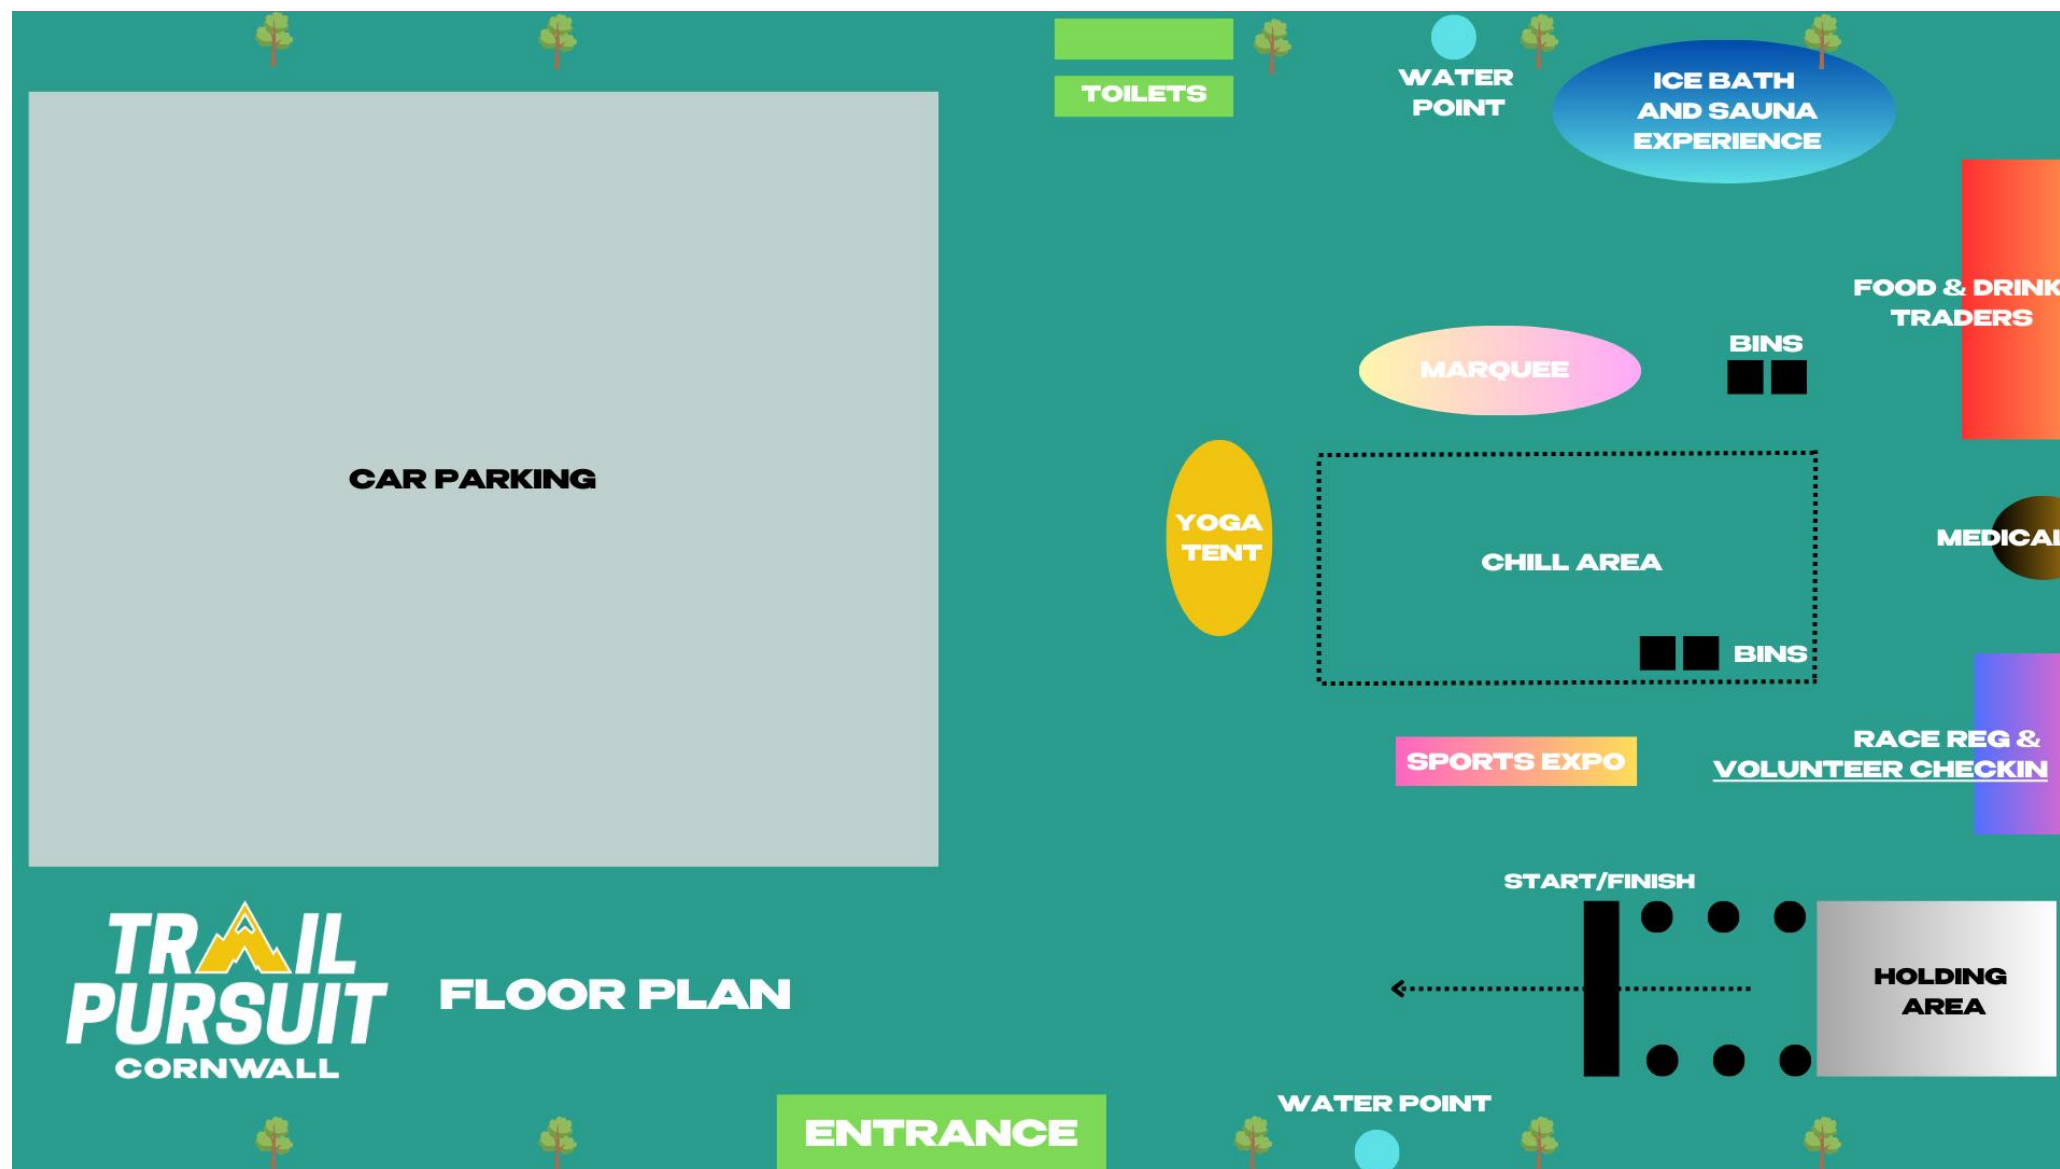 TOILETS
WATER
POINT
ICE BATH
AND SAUNA
EXPERIENCE
FOOD & DRINK
TRADERS
BINS
MARQUEE
CAR PARKING
YOGA
TENT
CHILL AREA
MEDICAL
BINS
RACE REG &
VOLUNTEER CHECKIN
SPORTS EXPO
START/FINISH
HOLDING
AREA
TRAIL
PURSUIT
CORNWALL
FLOOR PLAN
WATER POINT
ENTRANCE